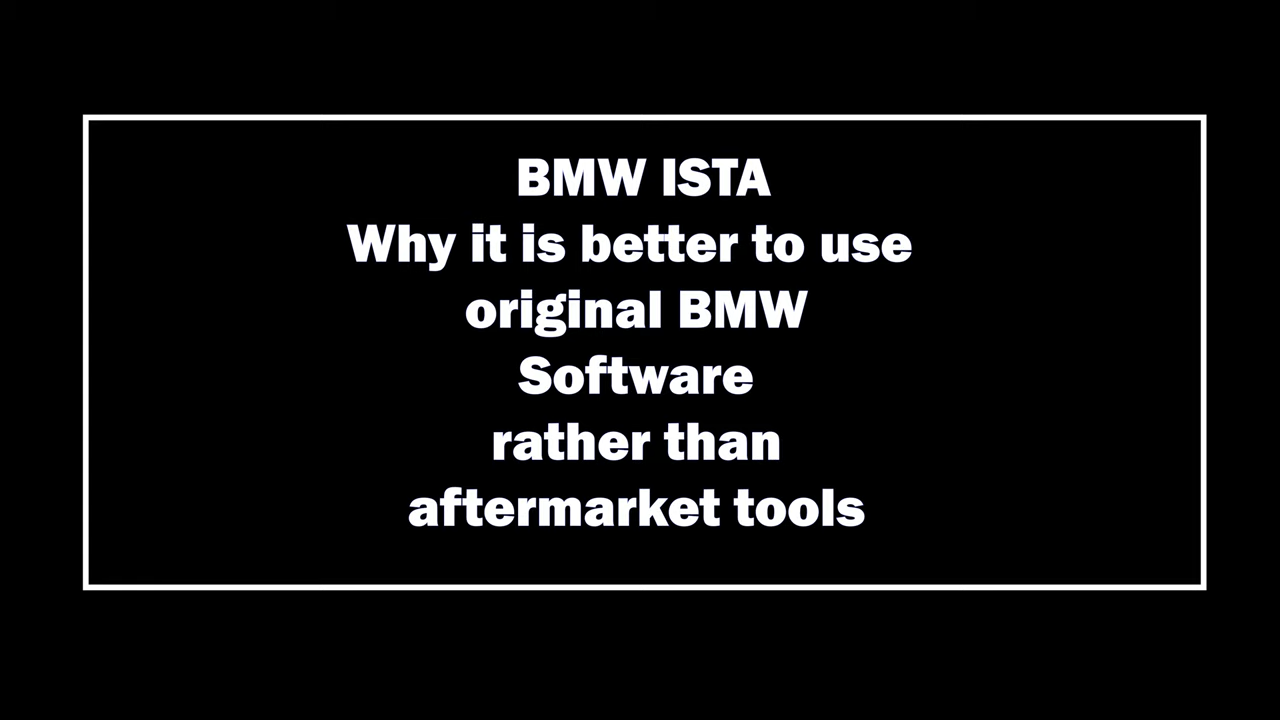 BMW ISTA
Why it is better to use
original BMW
Software
rather than
aftermarket tools